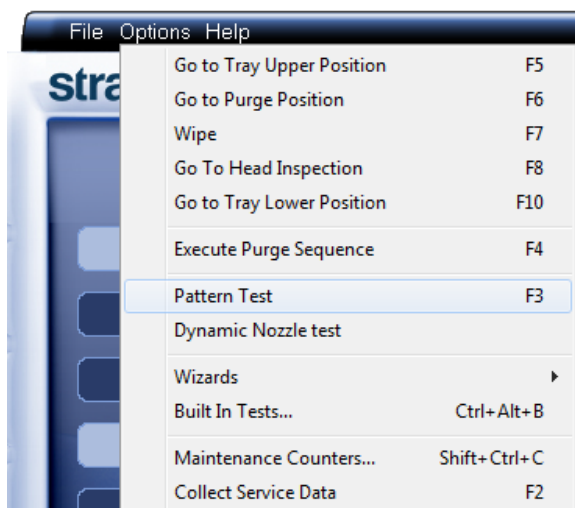 File Options Help
stra
Go to Tray Upper Position F5
Go to Purge Position F6
Wipe F7
Go To Head Inspection F8
Go to Tray Lower Position F10
Execute Purge Sequence F4
Pattern Test F3
Dynamic Nozzle test
Wizards
Built In Tests... Ctrl+Alt+B
Maintenance Counters... Shift+Ctrl+C
Collect Service Data F2